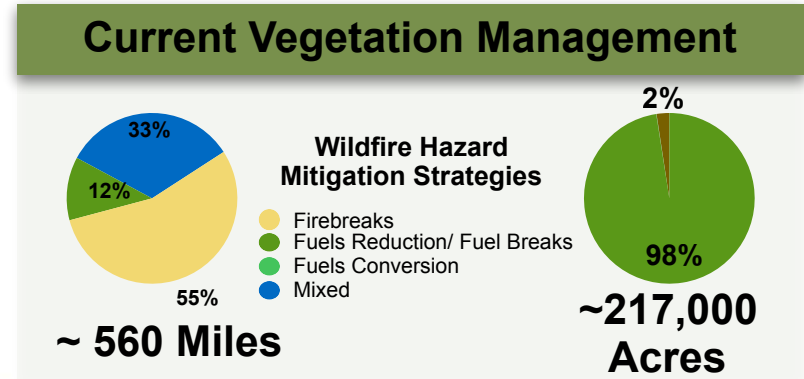 Current Vegetation Management
33%
12%
55%
~ 560 Miles
Wildfire Hazard
Mitigation Strategies
Firebreaks
Fuels Reduction/ Fuel Breaks
Fuels Conversion
Mixed
2%
98%
~217,000
Acres